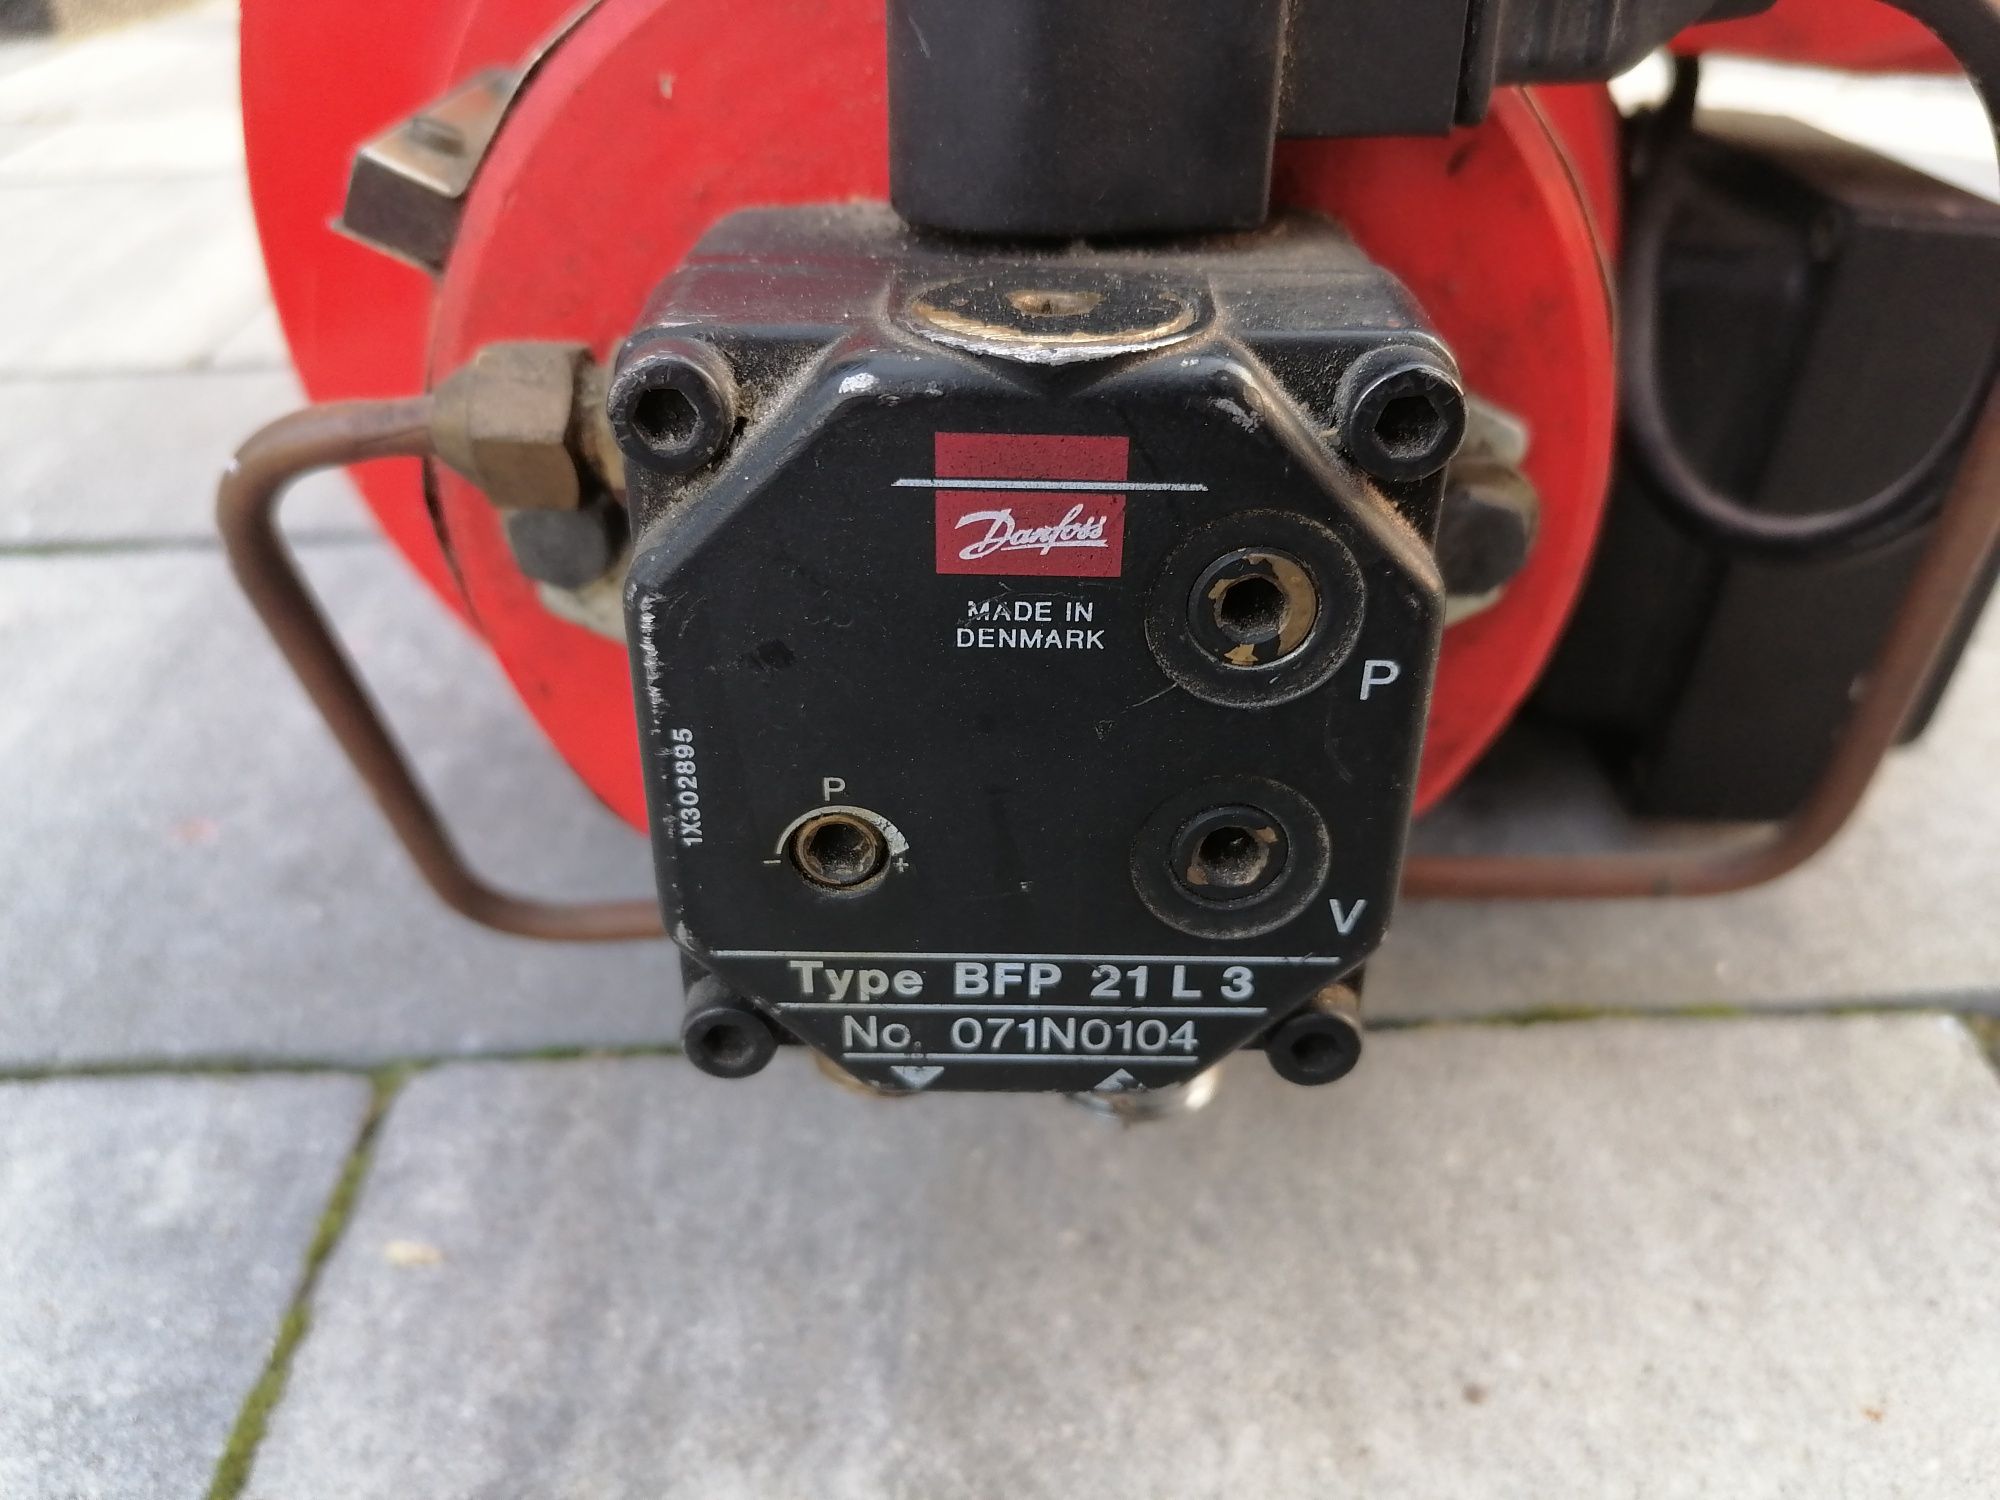 Danfoss
MADE IN
DENMARK
P
1X302895
P
- +
V
Type BFP 21 L 3
No. 071N0104